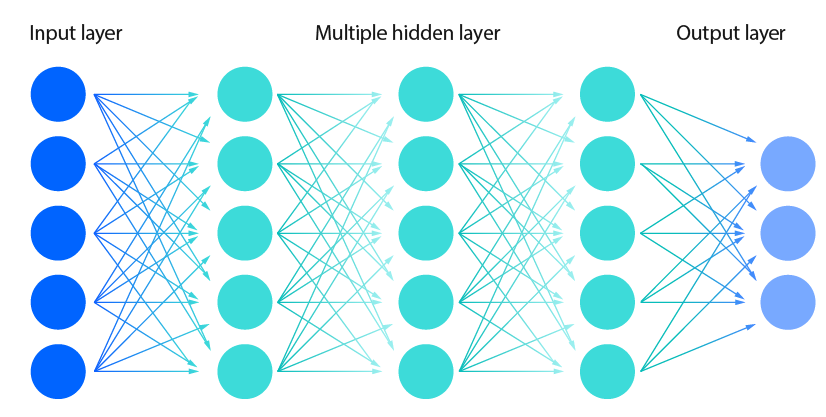 Input layer
Multiple hidden layer
Output layer